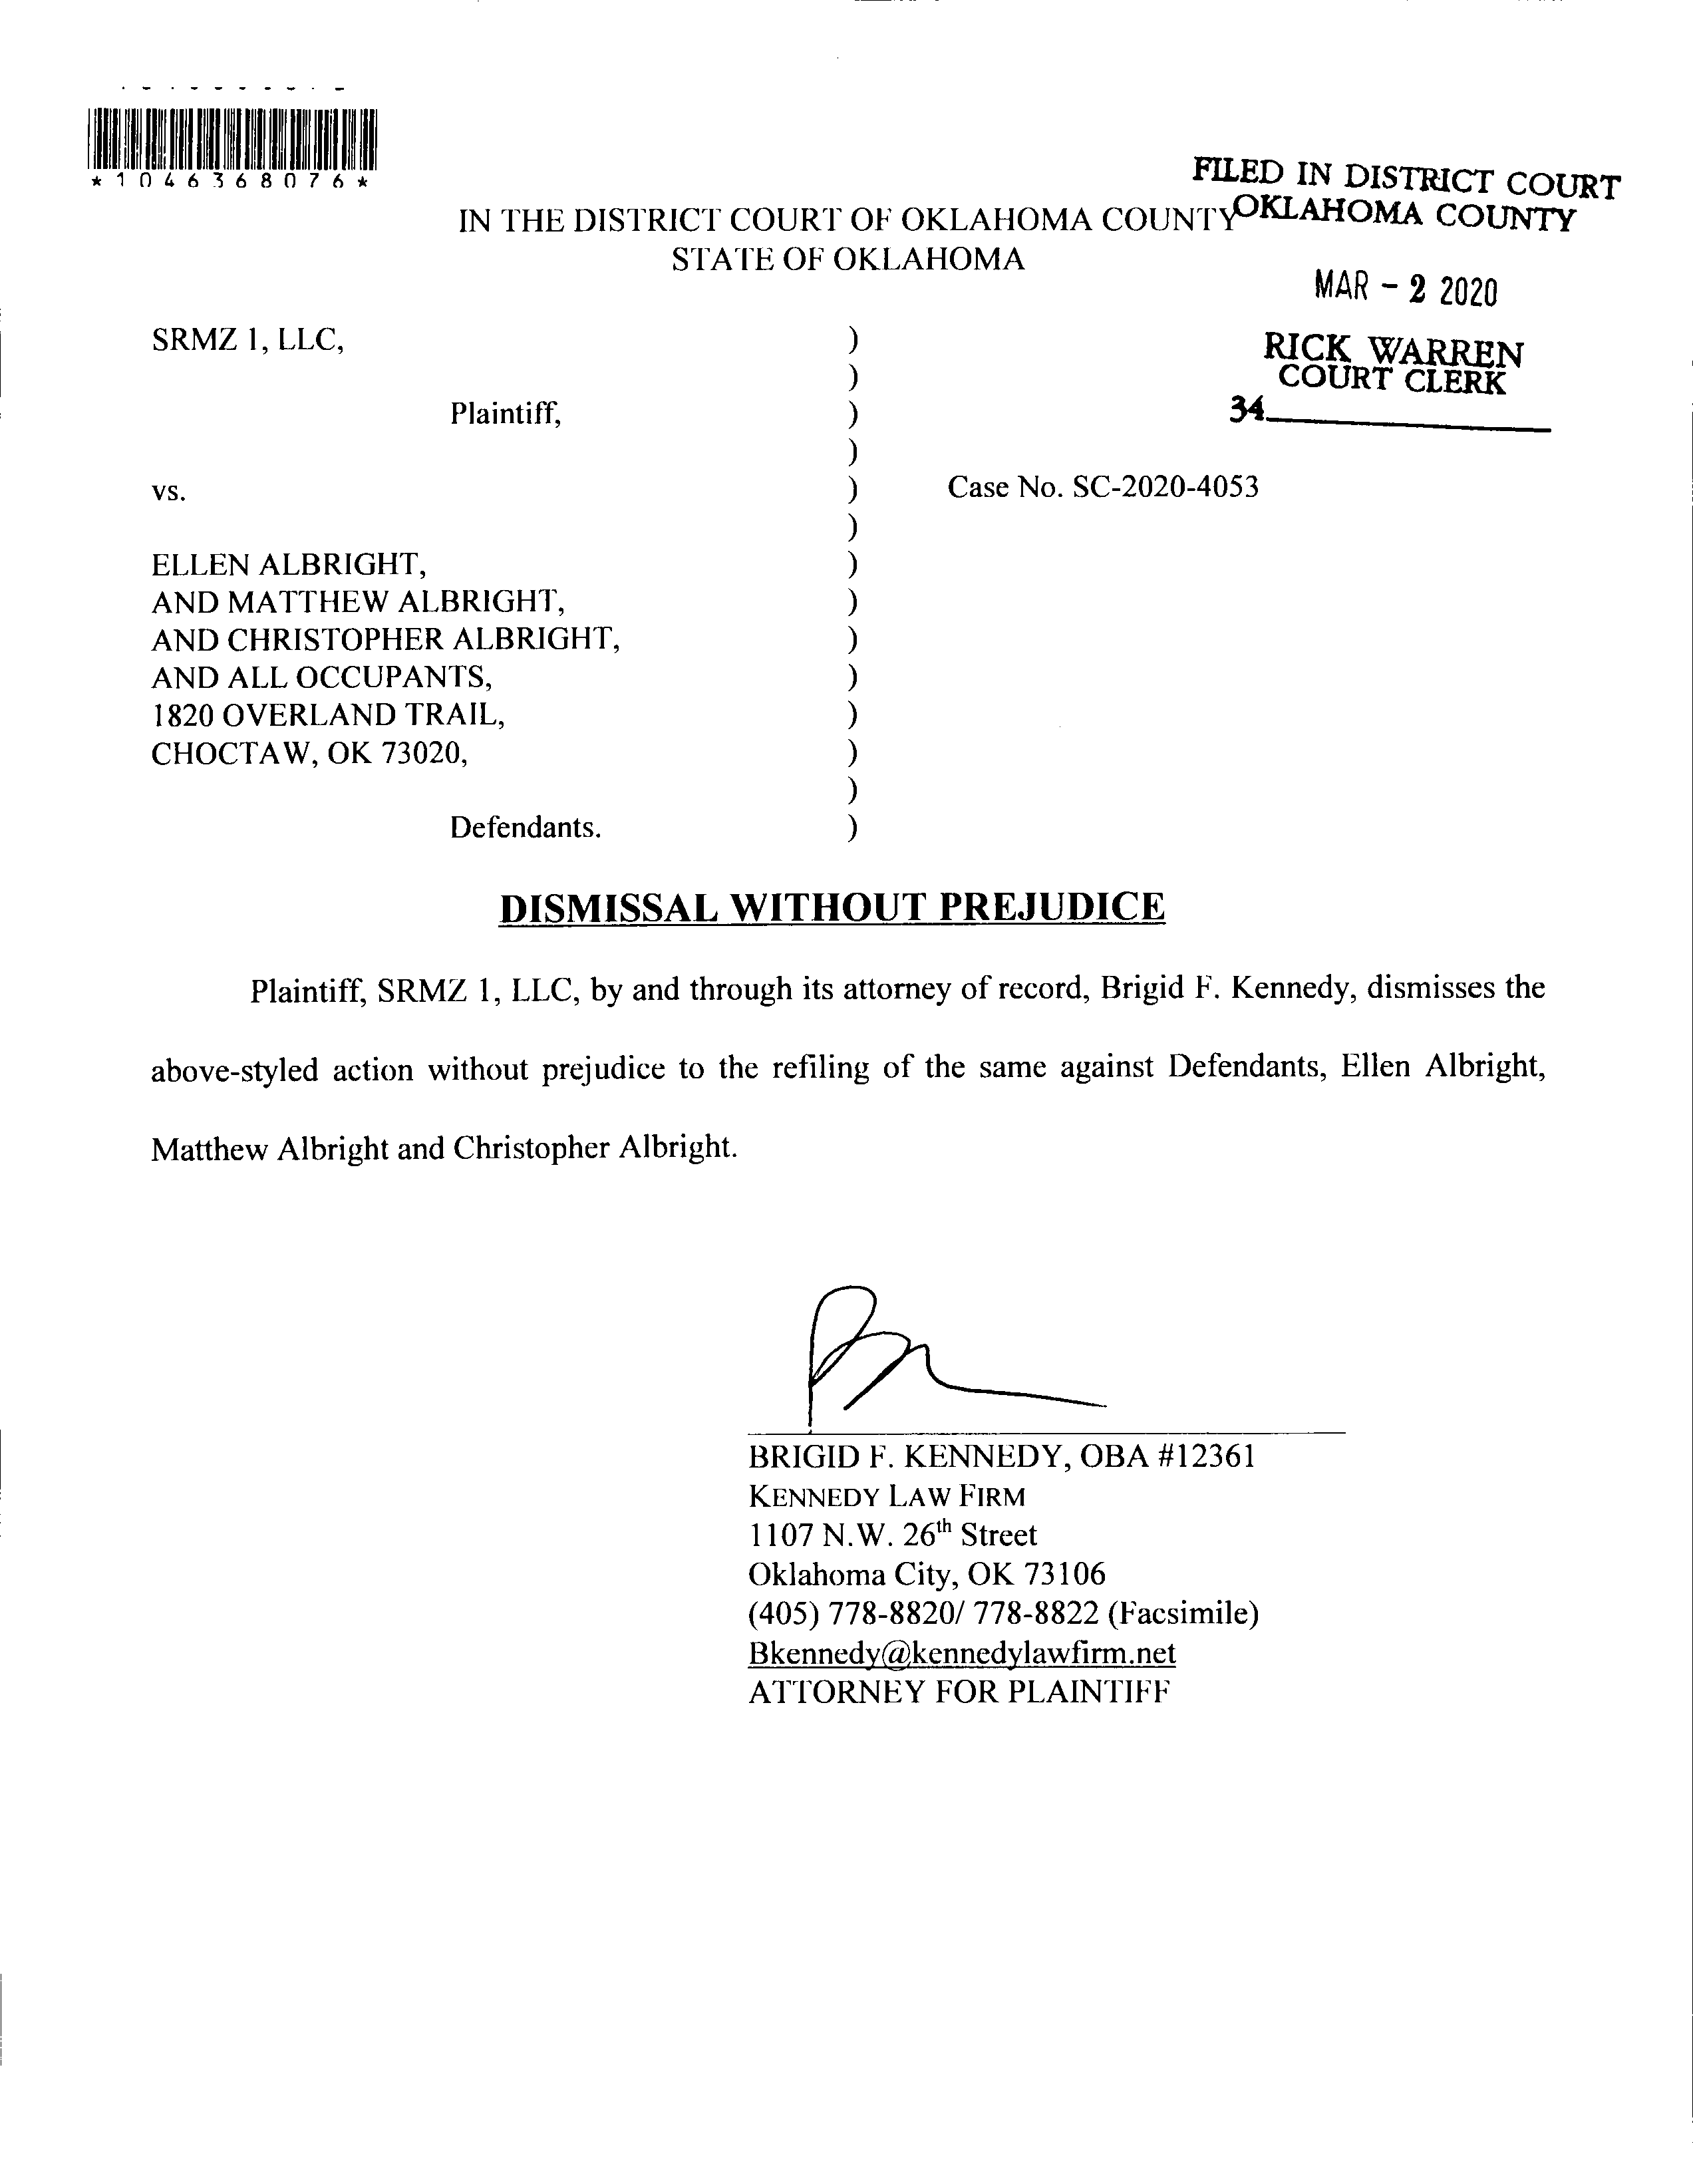 *1046368076*
FILED IN DISTRICT COURT
OKLAHOMA COUNTY
IN THE DISTRICT COURT OF OKLAHOMA COUNTY
STATE OF OKLAHOMA
MAR - 2 2020
RICK WARREN
COURT CLERK
34
SRMZ 1, LLC, )
)
Plaintiff, )
)
vs. ) Case No. SC-2020-4053
)
ELLEN ALBRIGHT, )
AND MATTHEW ALBRIGHT, )
AND CHRISTOPHER ALBRIGHT, )
AND ALL OCCUPANTS, )
1820 OVERLAND TRAIL, )
CHOCTAW, OK 73020, )
)
Defendants. )
DISMISSAL WITHOUT PREJUDICE
Plaintiff, SRMZ 1, LLC, by and through its attorney of record, Brigid F. Kennedy, dismisses the
above-styled action without prejudice to the refiling of the same against Defendants, Ellen Albright,
Matthew Albright and Christopher Albright.
BRIGID F. KENNEDY, OBA #12361
KENNEDY LAW FIRM
1107 N.W. 26th Street
Oklahoma City, OK 73106
(405) 778-8820/ 778-8822 (Facsimile)
Bkennedy@kennedylawfirm.net
ATTORNEY FOR PLAINTIFF